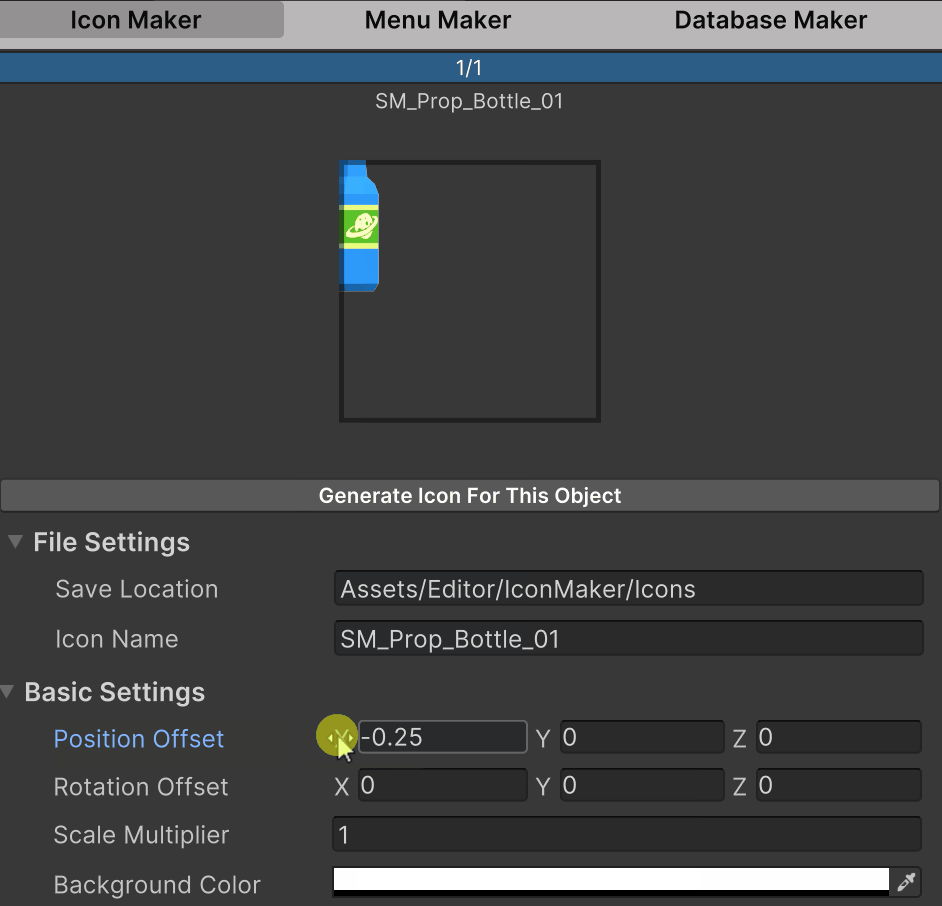 Icon Maker Menu Maker Database Maker
1/1
SM_Prop_Bottle_01
Generate Icon For This Object
File Settings
Save Location Assets/Editor/IconMaker/Icons
Icon Name SM_Prop_Bottle_01
Basic Settings
Position Offset X -0.25 Y 0 Z 0
Rotation Offset X 0 Y 0 Z 0
Scale Multiplier 1
Background Color